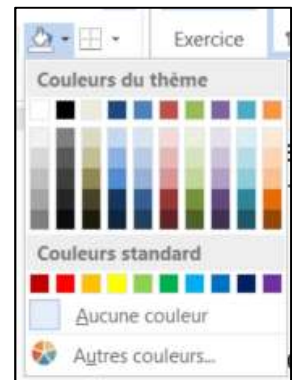 Exercice
Couleurs du thème
Couleurs standard
Aucune couleur
Autres couleurs...